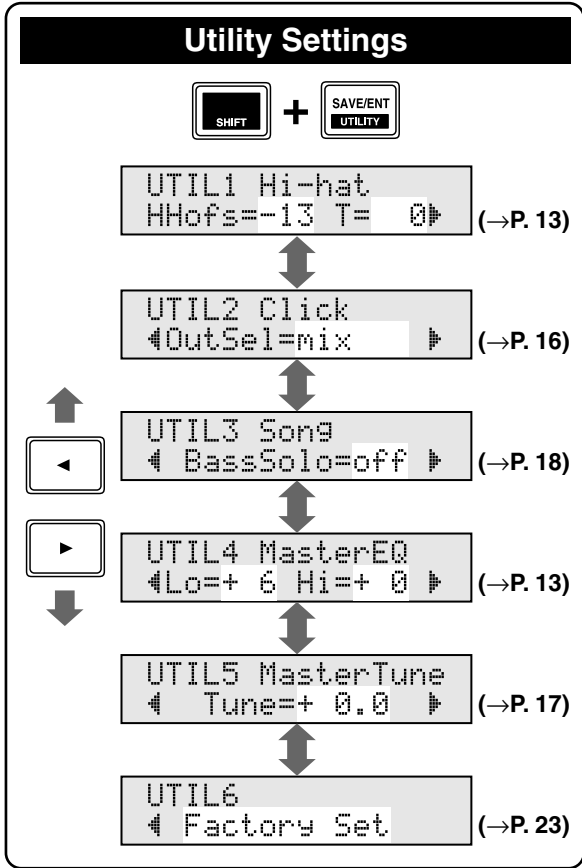 Utility Settings
SHIFT + SAVE/ENT
UTILITY
UTIL1 Hi-hat
HHofs=-13 T= 0
(→P. 13)
UTIL2 Click
OutSel=mix
(→P. 16)
UTIL3 Song
BassSolo=off
(→P. 18)
UTIL4 MasterEQ
Lo=+ 6 Hi=+ 0
(→P. 13)
UTIL5 MasterTune
Tune=+ 0.0
(→P. 17)
UTIL6
Factory Set
(→P. 23)